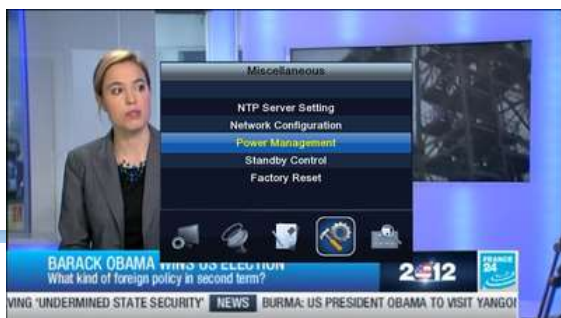 Miscellaneous
NTP Server Setting
Network Configuration
Power Management
Standby Control
Factory Reset
BARACK OBAMA WINS US ELECTION
What kind of foreign policy in second term?
2012
FRANCE
24
VING 'UNDERMINED STATE SECURITY' NEWS BURMA: US PRESIDENT OBAMA TO VISIT YANGO